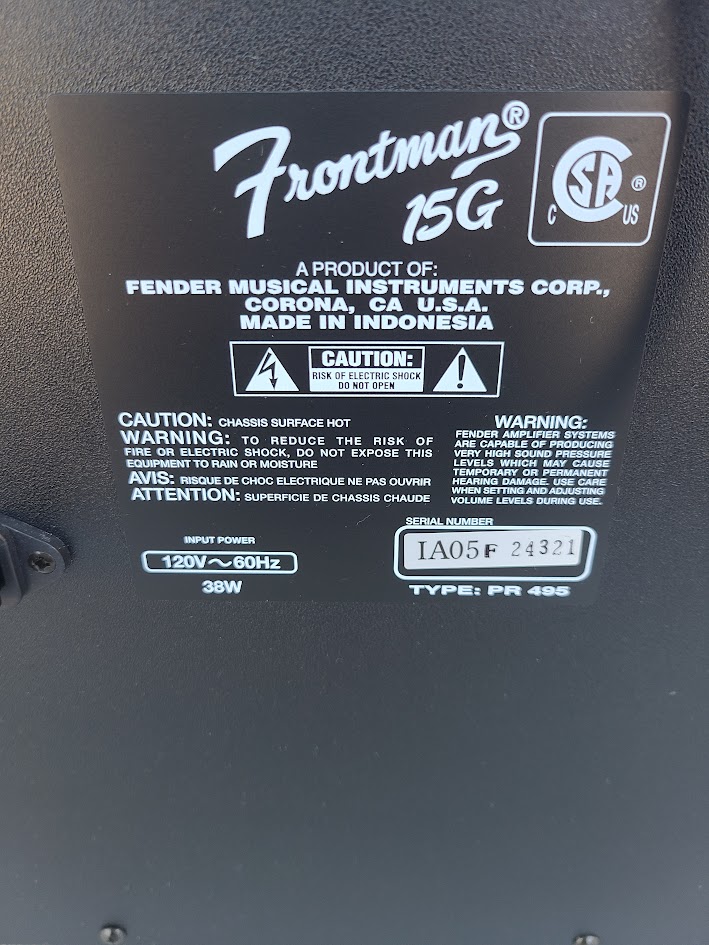 Frontman®
15G
CSA®
C US
A PRODUCT OF:
FENDER MUSICAL INSTRUMENTS CORP.,
CORONA, CA U.S.A.
MADE IN INDONESIA
CAUTION:
RISK OF ELECTRIC SHOCK
DO NOT OPEN
CAUTION: CHASSIS SURFACE HOT
WARNING: TO REDUCE THE RISK OF
FIRE OR ELECTRIC SHOCK, DO NOT EXPOSE THIS
EQUIPMENT TO RAIN OR MOISTURE
AVIS: RISQUE DE CHOC ELECTRIQUE NE PAS OUVRIR
ATTENTION: SUPERFICIE DE CHASSIS CHAUDE
WARNING:
FENDER AMPLIFIER SYSTEMS
ARE CAPABLE OF PRODUCING
VERY HIGH SOUND PRESSURE
LEVELS WHICH MAY CAUSE
TEMPORARY OR PERMANENT
HEARING DAMAGE. USE CARE
WHEN SETTING AND ADJUSTING
VOLUME LEVELS DURING USE.
INPUT POWER
120V~60Hz
38W
SERIAL NUMBER
IA05F 24321
TYPE: PR 495